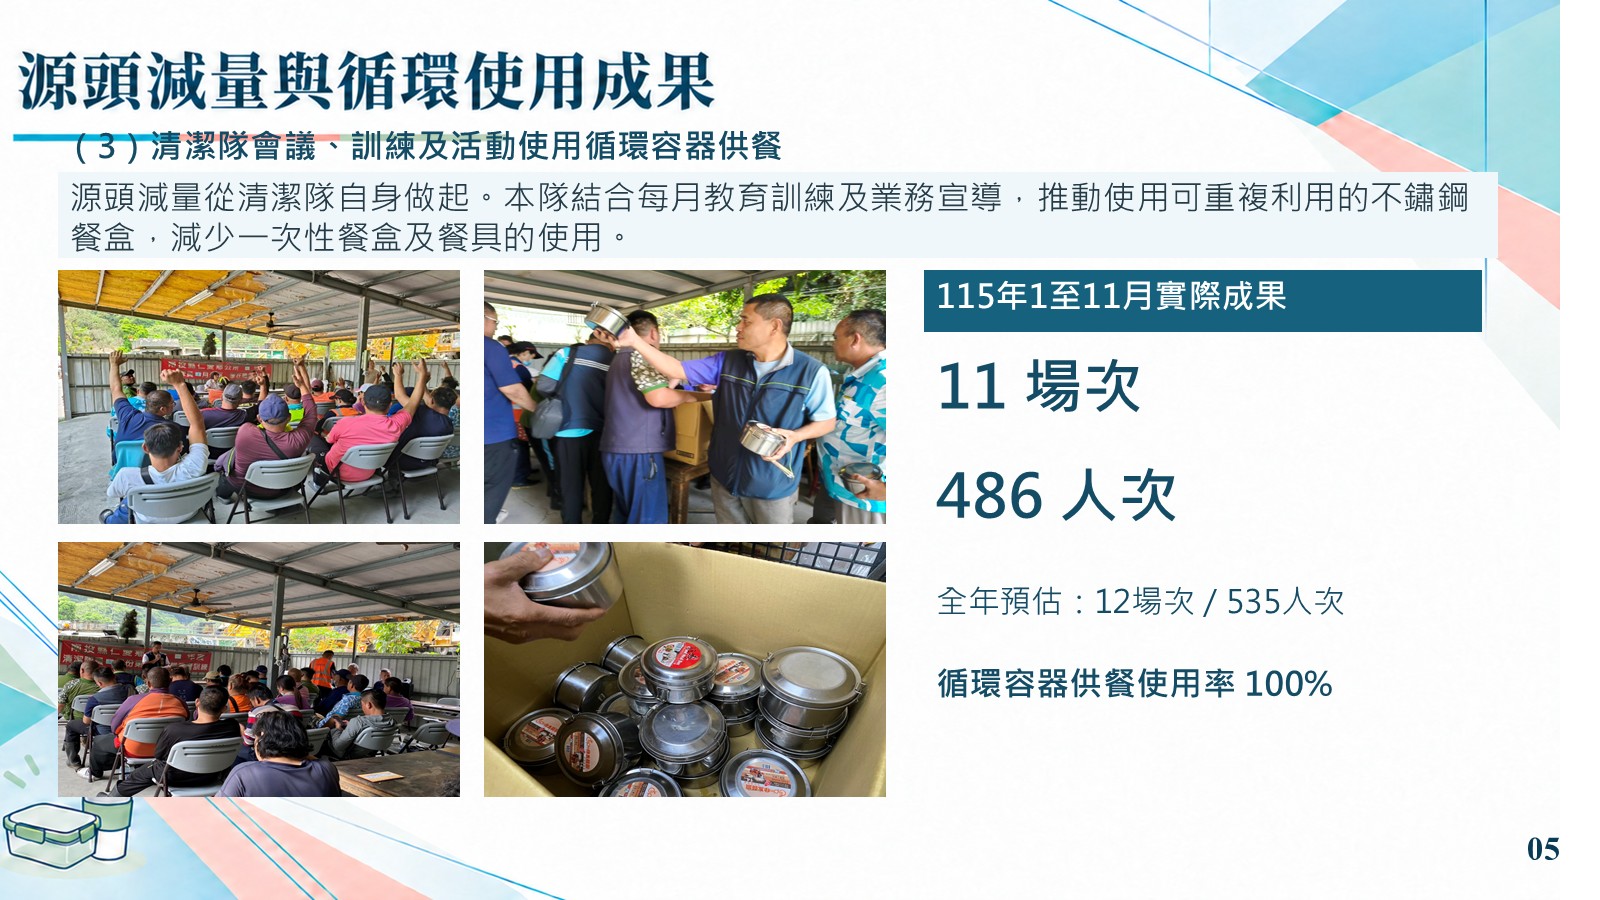 源頭減量與循環使用成果
（3）清潔隊會議、訓練及活動使用循環容器供餐
源頭減量從清潔隊自身做起。本隊結合每月教育訓練及業務宣導，推動使用可重複利用的不鏽鋼
餐盒，減少一次性餐盒及餐具的使用。
115年1至11月實際成果
11 場次
486 人次
全年預估：12場次 / 535人次
循環容器供餐使用率 100%
05